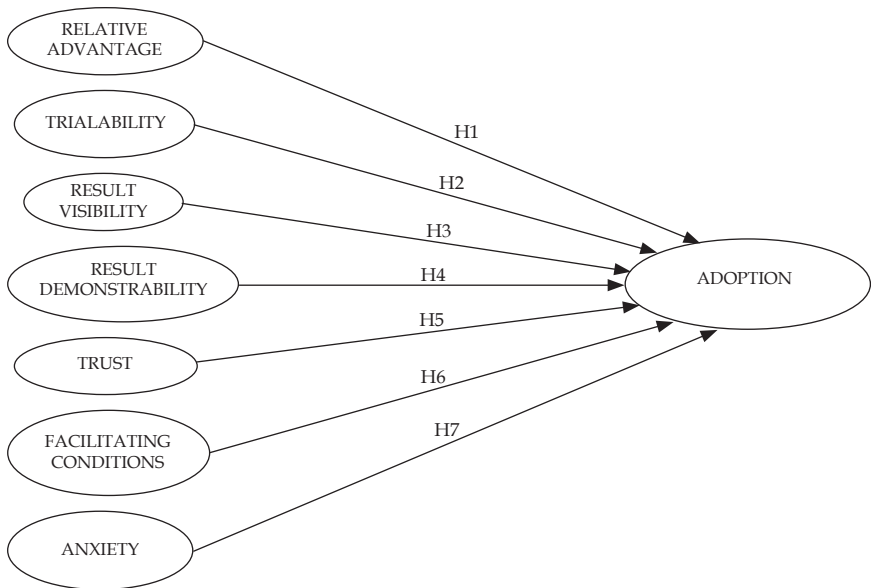 RELATIVE
ADVANTAGE
H1
TRIALABILITY
H2
RESULT
VISIBILITY
H3
RESULT
DEMONSTRABILITY
H4
ADOPTION
TRUST
H5
FACILITATING
CONDITIONS
H6
ANXIETY
H7